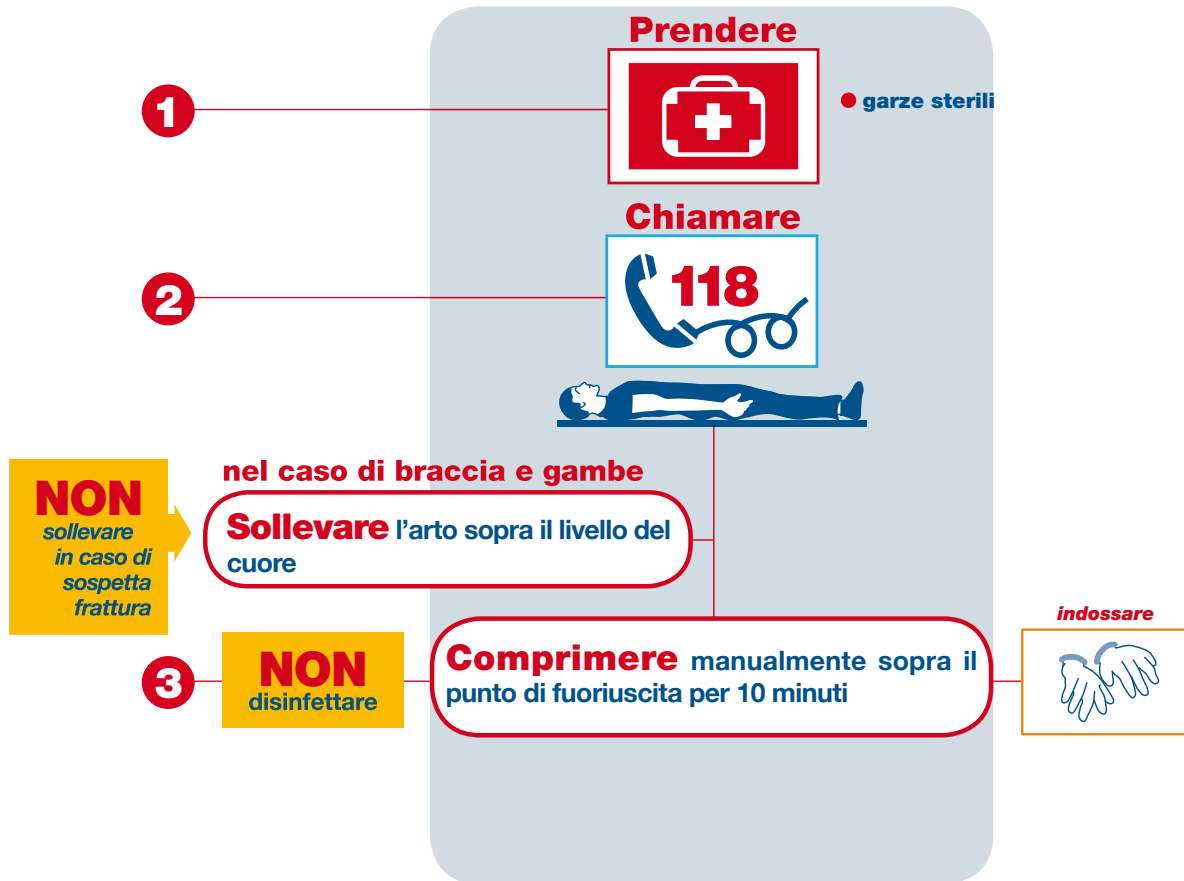 Prendere
1
● garze sterili
Chiamare
2
118
nel caso di braccia e gambe
NON
sollevare
in caso di
sospetta
frattura
Sollevare l’arto sopra il livello del
cuore
indossare
3
NON
disinfettare
Comprimere manualmente sopra il
punto di fuoriuscita per 10 minuti